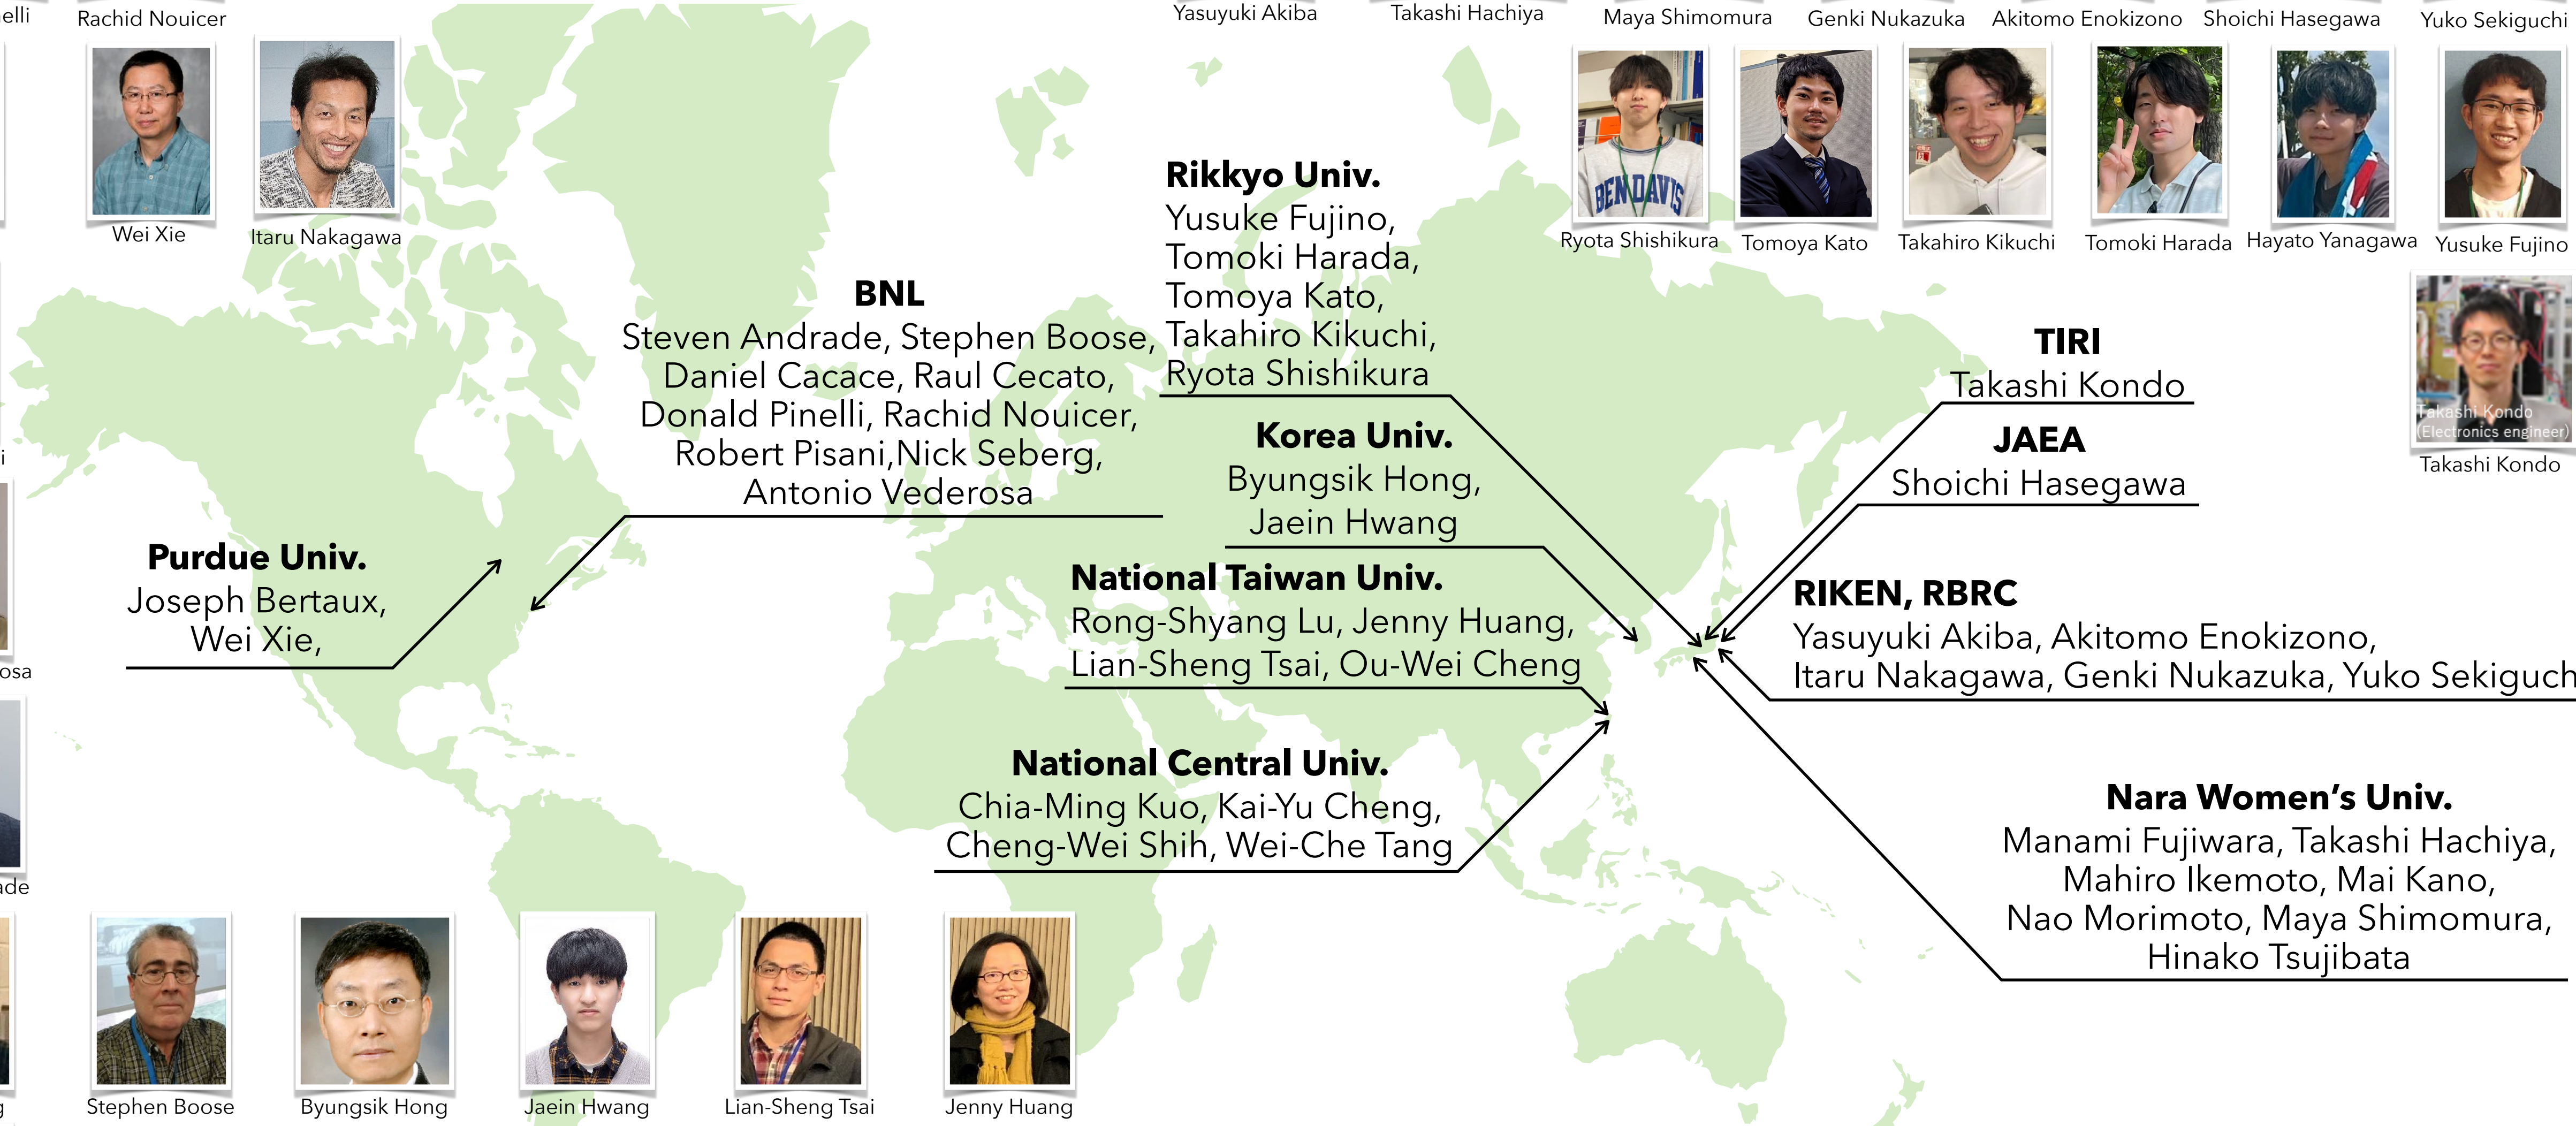 elli
Rachid Nouicer
Yasuyuki Akiba
Takashi Hachiya
Maya Shimomura
Genki Nukazuka
Akitomo Enokizono
Shoichi Hasegawa
Yuko Sekiguchi
BEN DAVIS
Wei Xie
Itaru Nakagawa
Ryota Shishikura
Tomoya Kato
Takahiro Kikuchi
Tomoki Harada
Hayato Yanagawa
Yusuke Fujino
Rikkyo Univ.
Yusuke Fujino,
Tomoki Harada,
Tomoya Kato,
Takahiro Kikuchi,
Ryota Shishikura
BNL
Steven Andrade, Stephen Boose,
Daniel Cacace, Raul Cecato,
Donald Pinelli, Rachid Nouicer,
Robert Pisani,Nick Seberg,
Antonio Vederosa
TIRI
Takashi Kondo
JAEA
Shoichi Hasegawa
Takashi Kondo
(Electronics engineer)
Takashi Kondo
i
Korea Univ.
Byungsik Hong,
Jaein Hwang
Purdue Univ.
Joseph Bertaux,
Wei Xie,
National Taiwan Univ.
Rong-Shyang Lu, Jenny Huang,
Lian-Sheng Tsai, Ou-Wei Cheng
RIKEN, RBRC
Yasuyuki Akiba, Akitomo Enokizono,
Itaru Nakagawa, Genki Nukazuka, Yuko Sekiguch
osa
National Central Univ.
Chia-Ming Kuo, Kai-Yu Cheng,
Cheng-Wei Shih, Wei-Che Tang
Nara Women's Univ.
Manami Fujiwara, Takashi Hachiya,
Mahiro Ikemoto, Mai Kano,
Nao Morimoto, Maya Shimomura,
Hinako Tsujibata
ade
g
Stephen Boose
Byungsik Hong
Jaein Hwang
Lian-Sheng Tsai
Jenny Huang